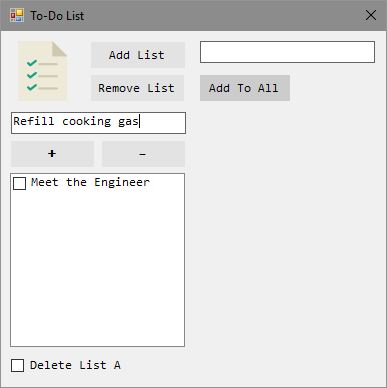 To-Do List
Add List
Remove List
Add To All
Refill cooking gas
+
-
Meet the Engineer
Delete List A